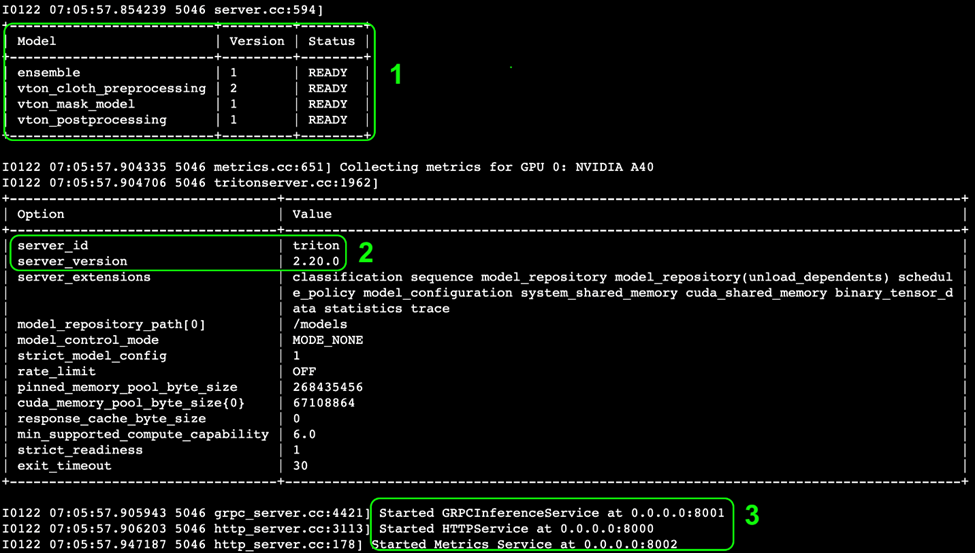 I0122 07:05:57.854239 5046 server.cc:594]
+-------------------------+---------+--------+
| Model | Version | Status |
+-------------------------+---------+--------+
| ensemble | 1 | READY |
| vton_cloth_preprocessing | 2 | READY |
| vton_mask_model | 1 | READY |
| vton_postprocessing | 1 | READY |
+-------------------------+---------+--------+
1
I0122 07:05:57.904335 5046 metrics.cc:651] Collecting metrics for GPU 0: NVIDIA A40
I0122 07:05:57.904706 5046 tritonserver.cc:1962]
| Option | Value |
| server_id | triton |
2
| server_version | 2.20.0 |
| server_extensions | classification sequence model_repository model_repository(unload_dependents) schedul |
| | e_policy model_configuration system_shared_memory cuda_shared_memory binary_tensor_d |
| | ata statistics trace |
| model_repository_path[0] | /models |
| model_control_mode | MODE_NONE |
| strict_model_config | 1 |
| rate_limit | OFF |
| pinned_memory_pool_byte_size | 268435456 |
| cuda_memory_pool_byte_size{0} | 67108864 |
| response_cache_byte_size | 0 |
| min_supported_compute_capability | 6.0 |
| strict_readiness | 1 |
| exit_timeout | 30 |
I0122 07:05:57.905943 5046 grpc_server.cc:4421] Started GRPCInferenceService at 0.0.0.0:8001
I0122 07:05:57.906203 5046 http_server.cc:3113] Started HTTPService at 0.0.0.0:8000
I0122 07:05:57.947187 5046 http_server.cc:178] Started Metrics Service at 0.0.0.0:8002
3